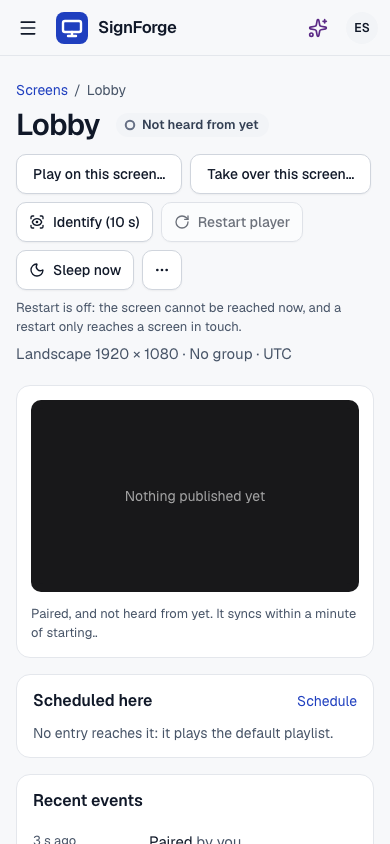 SignForge
ES
Screens / Lobby
Lobby
Not heard from yet
Play on this screen...
Take over this screen...
Identify (10 s)
Restart player
Sleep now
...
Restart is off: the screen cannot be reached now, and a
restart only reaches a screen in touch.
Landscape 1920 × 1080 · No group · UTC
Nothing published yet
Paired, and not heard from yet. It syncs within a minute
of starting..
Scheduled here
Schedule
No entry reaches it: it plays the default playlist.
Recent events
3 s ago
Paired by you